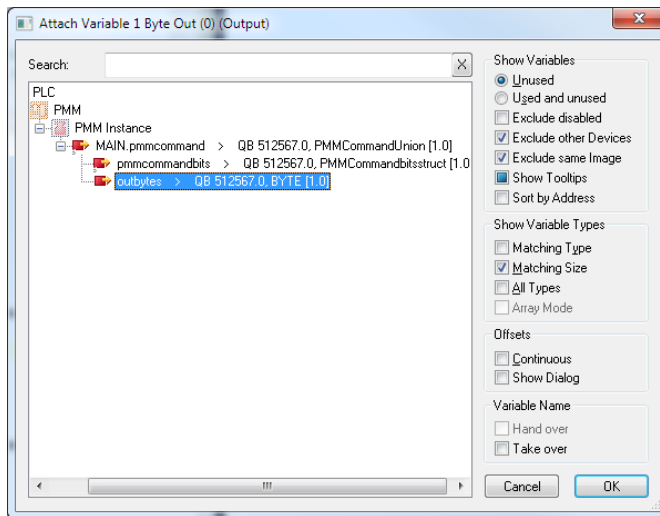 Attach Variable 1 Byte Out (0) (Output)
Search:
X
PLC
PMM
PMM Instance
MAIN.pmmcommand > QB 512567.0, PMMCommandUnion [1.0]
pmmcommandbits > QB 512567.0, PMMCommandbitsstruct [1.0
outbytes > QB 512567.0, BYTE [1.0]
Show Variables
Unused
Used and unused
Exclude disabled
Exclude other Devices
Exclude same Image
Show Tooltips
Sort by Address
Show Variable Types
Matching Type
Matching Size
All Types
Array Mode
Offsets
Continuous
Show Dialog
Variable Name
Hand over
Take over
Cancel
OK